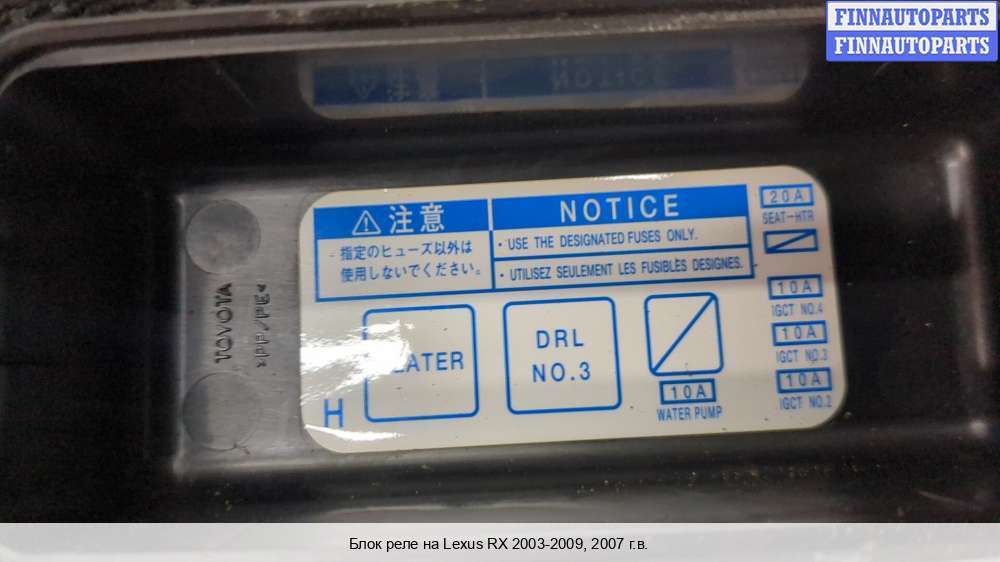 FINNAUTOPARTS
FINNAUTOPARTS
注意
指定のヒューズ以外は
使用しないでください。
NOTICE
・USE THE DESIGNATED FUSES ONLY.
・UTILISEZ SEULEMENT LES FUSIBLES DESIGNES.
20A
SEAT-HTR
10A
IGCT NO.4
10A
IGCT NO.3
10A
IGCT NO.2
DRL
NO.3
10A
WATER PUMP
H
TOYOTA
>PP/PE<
Блок реле на Lexus RX 2003-2009, 2007 г.в.